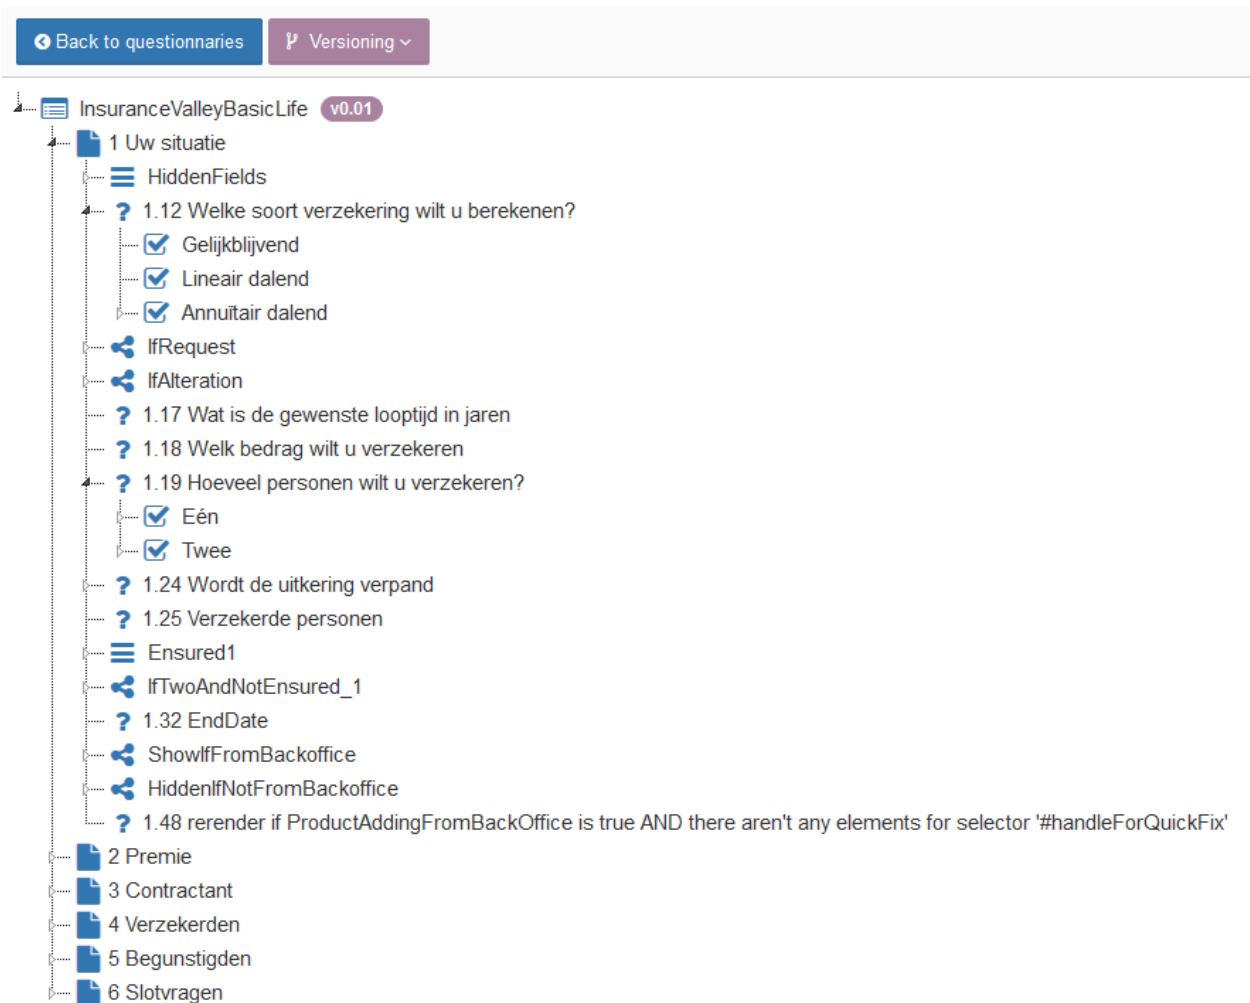 Back to questionnaries Versioning
InsuranceValleyBasicLife v0.01
1 Uw situatie
HiddenFields
1.12 Welke soort verzekering wilt u berekenen?
Gelijkblijvend
Lineair dalend
Annuïtair dalend
IfRequest
IfAlteration
1.17 Wat is de gewenste looptijd in jaren
1.18 Welk bedrag wilt u verzekeren
1.19 Hoeveel personen wilt u verzekeren?
Eén
Twee
1.24 Wordt de uitkering verpand
1.25 Verzekerde personen
Ensured1
IfTwoAndNotEnsured_1
1.32 EndDate
ShowIfFromBackoffice
HiddenIfNotFromBackoffice
1.48 rerender if ProductAddingFromBackOffice is true AND there aren't any elements for selector '#handleForQuickFix'
2 Premie
3 Contractant
4 Verzekerden
5 Begunstigden
6 Slotvragen